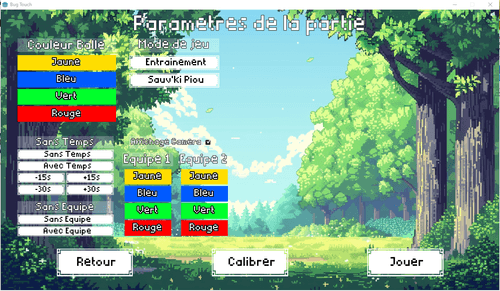 Bug Touch
Paramètres de la partie
Couleur Balle
Jaune
Bleu
Vert
Rouge
Mode de jeu
Entrainement
Sauv'Ki Piou
Sans Temps
Sans Temps
Avec Temps
-15s +15s
-30s +30s
Sans Equipe
Sans Equipe
Avec Equipe
Affichage Caméra
Equipe 1 Equipe 2
Jaune Jaune
Bleu Bleu
Vert Vert
Rouge Rouge
Retour Calibrer Jouer